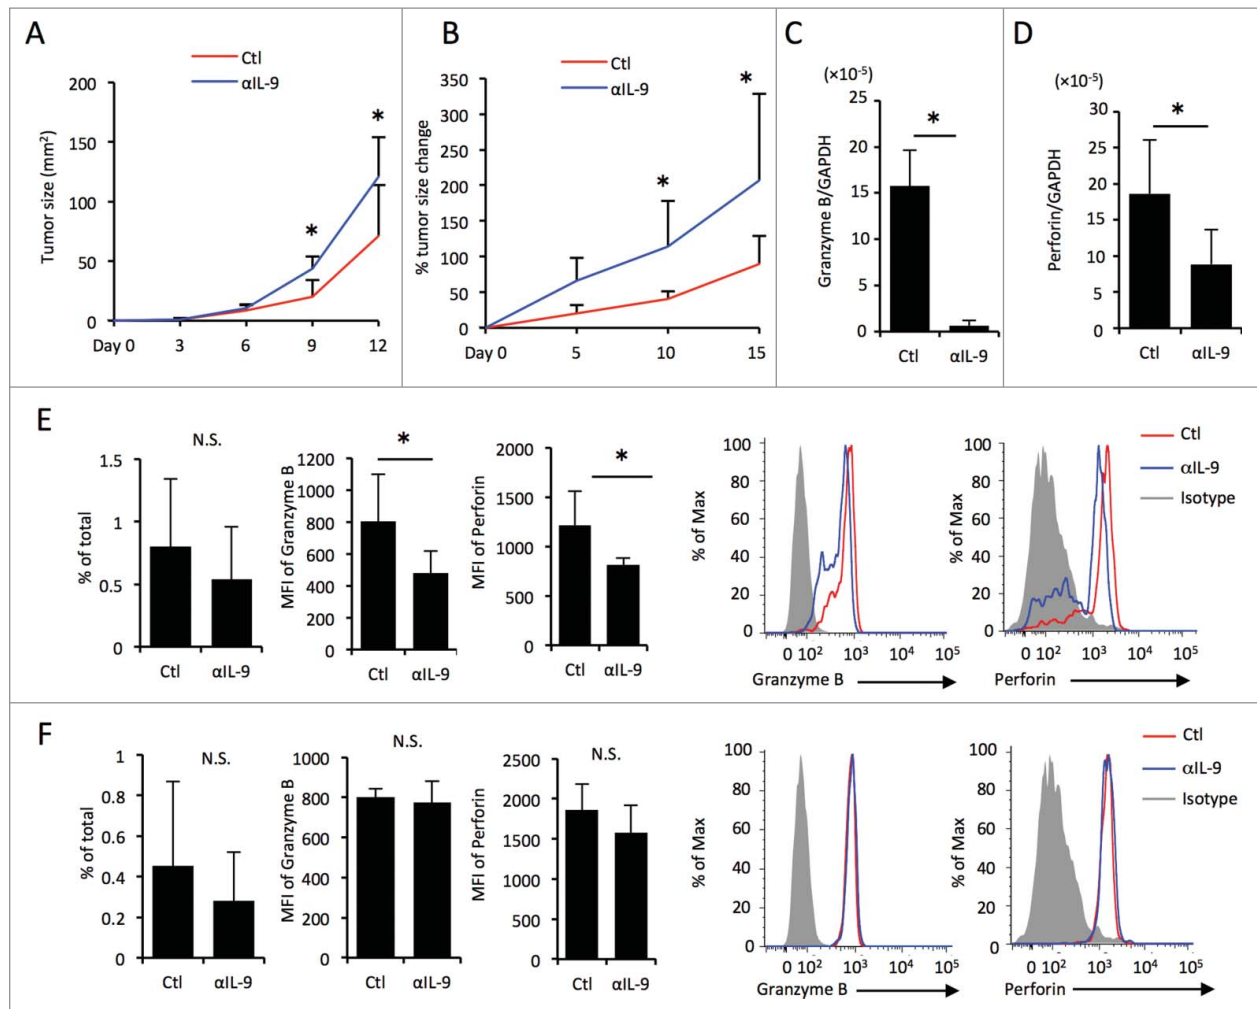 A
Ctl
αIL-9
Tumor size (mm²)
200
150
100
50
0
*
*
Day 0
3
6
9
12
B
Ctl
αIL-9
% tumor size change
350
300
250
200
150
100
50
0
*
*
Day 0
5
10
15
C
(×10⁻⁵)
Granzyme B/GAPDH
25
20
15
10
5
0
*
Ctl
αIL-9
D
(×10⁻⁵)
Perforin/GAPDH
30
25
20
15
10
5
0
*
Ctl
αIL-9
E
N.S.
% of total
1.5
1
0.5
0
Ctl
αIL-9
*
MFI of Granzyme B
1200
1000
800
600
400
200
0
Ctl
αIL-9
*
MFI of Perforin
2000
1500
1000
500
0
Ctl
αIL-9
% of Max
100
80
60
40
20
0
0 10² 10³ 10⁴ 10⁵
Granzyme B
% of Max
100
80
60
40
20
0
0 10² 10³ 10⁴ 10⁵
Perforin
Ctl
αIL-9
Isotype
F
N.S.
% of total
1
0.8
0.6
0.4
0.2
0
Ctl
αIL-9
N.S.
MFI of Granzyme B
1000
800
600
400
200
0
Ctl
αIL-9
N.S.
MFI of Perforin
2500
2000
1500
1000
500
0
Ctl
αIL-9
% of Max
100
80
60
40
20
0
0 10² 10³ 10⁴ 10⁵
Granzyme B
% of Max
100
80
60
40
20
0
0 10² 10³ 10⁴ 10⁵
Perforin
Ctl
αIL-9
Isotype